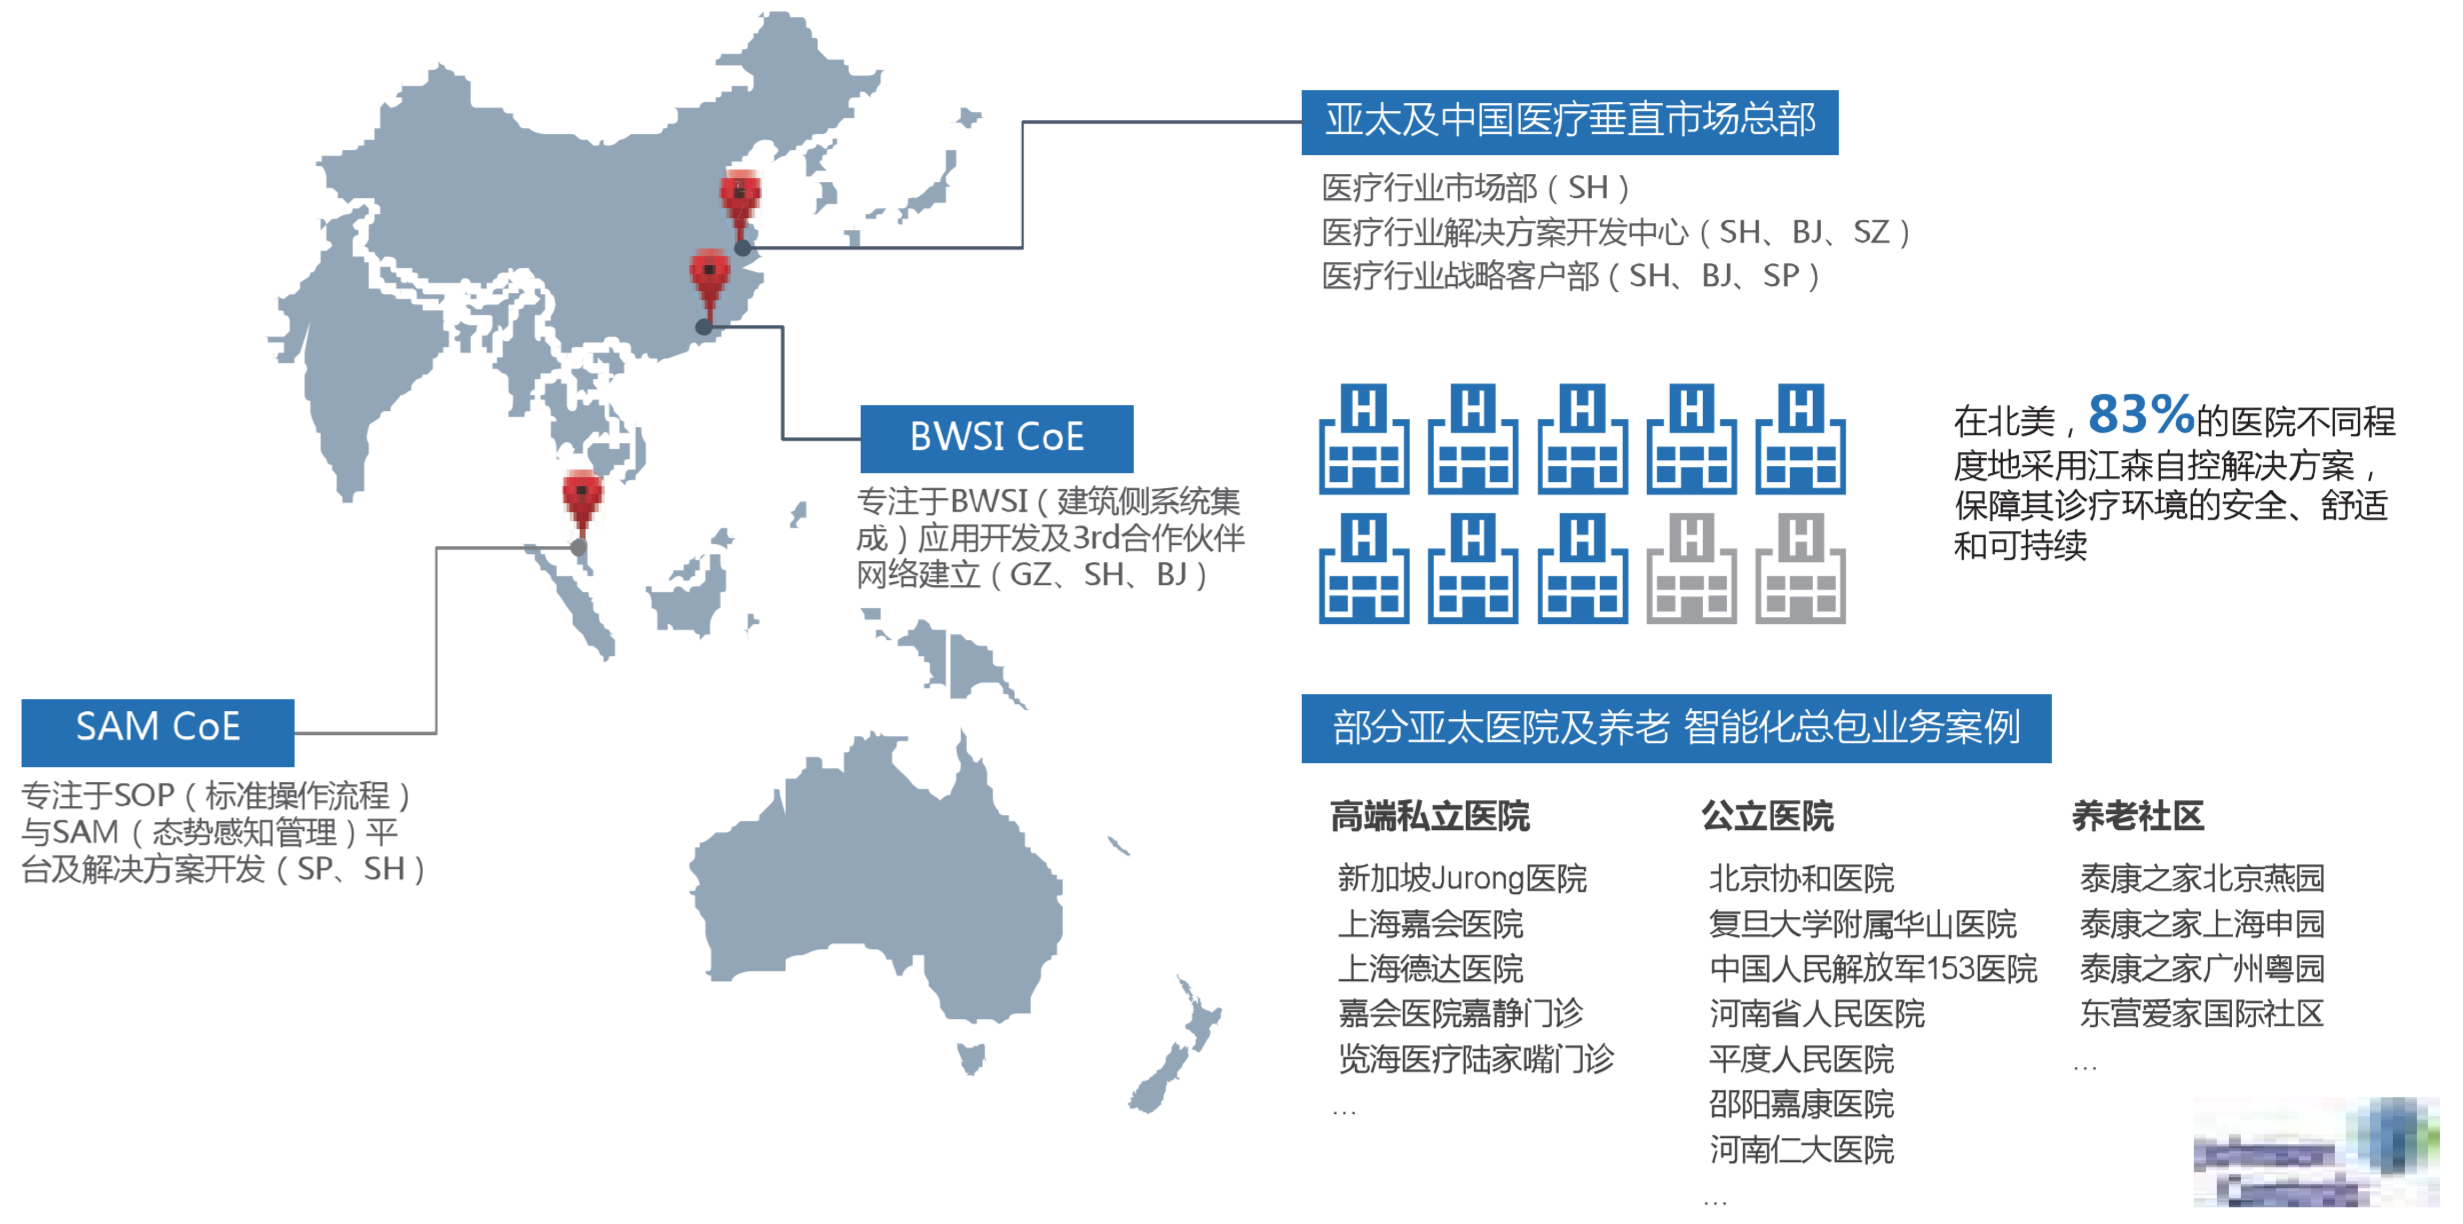 亚太及中国医疗垂直市场总部
医疗行业市场部（SH）
医疗行业解决方案开发中心（SH、BJ、SZ）
医疗行业战略客户部（SH、BJ、SP）
BWSI CoE
专注于BWSI（建筑侧系统集
成）应用开发及3rd合作伙伴
网络建立（GZ、SH、BJ）
SAM CoE
专注于SOP（标准操作流程）
与SAM（态势感知管理）平
台及解决方案开发（SP、SH）
H H H H H
H H H H H
在北美，83%的医院不同程
度地采用江森自控解决方案，
保障其诊疗环境的安全、舒适
和可持续
部分亚太医院及养老 智能化总包业务案例
高端私立医院
新加坡Jurong医院
上海嘉会医院
上海德达医院
嘉会医院嘉静门诊
览海医疗陆家嘴门诊
...
公立医院
北京协和医院
复旦大学附属华山医院
中国人民解放军153医院
河南省人民医院
平度人民医院
邵阳嘉康医院
河南仁大医院
...
养老社区
泰康之家北京燕园
泰康之家上海申园
泰康之家广州粤园
东营爱家国际社区
...